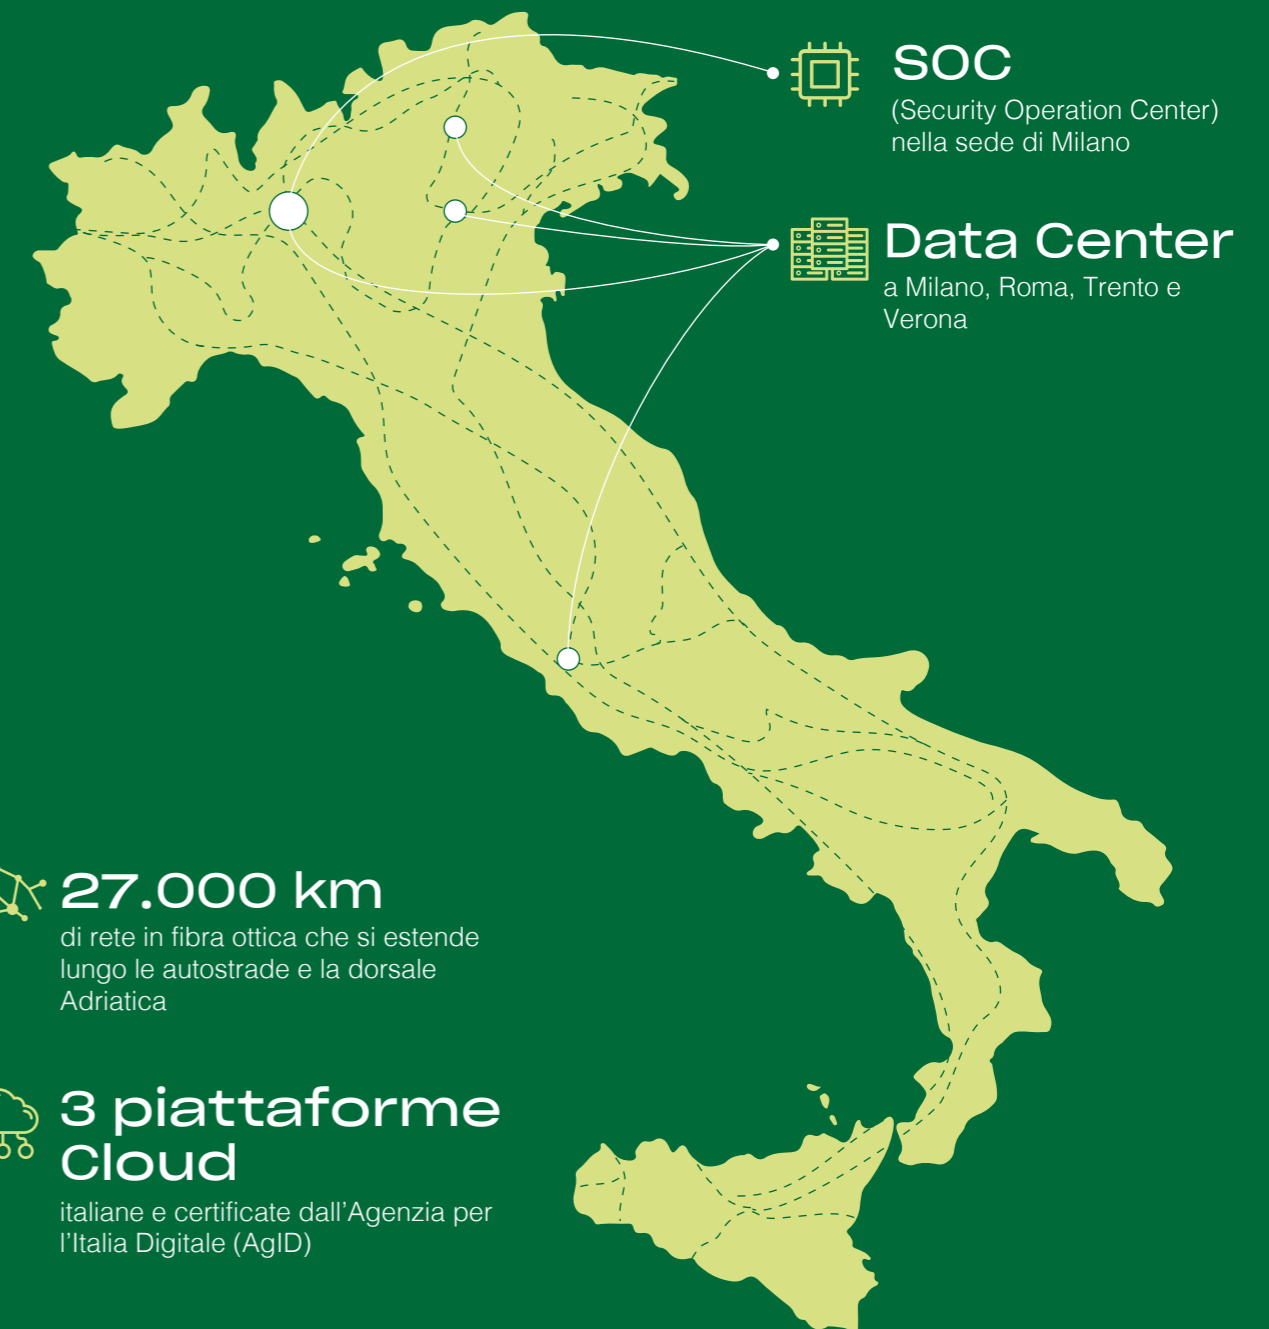 SOC
(Security Operation Center)
nella sede di Milano
Data Center
a Milano, Roma, Trento e
Verona
27.000 km
di rete in fibra ottica che si estende
lungo le autostrade e la dorsale
Adriatica
3 piattaforme
Cloud
italiane e certificate dall’Agenzia per
l’Italia Digitale (AgID)